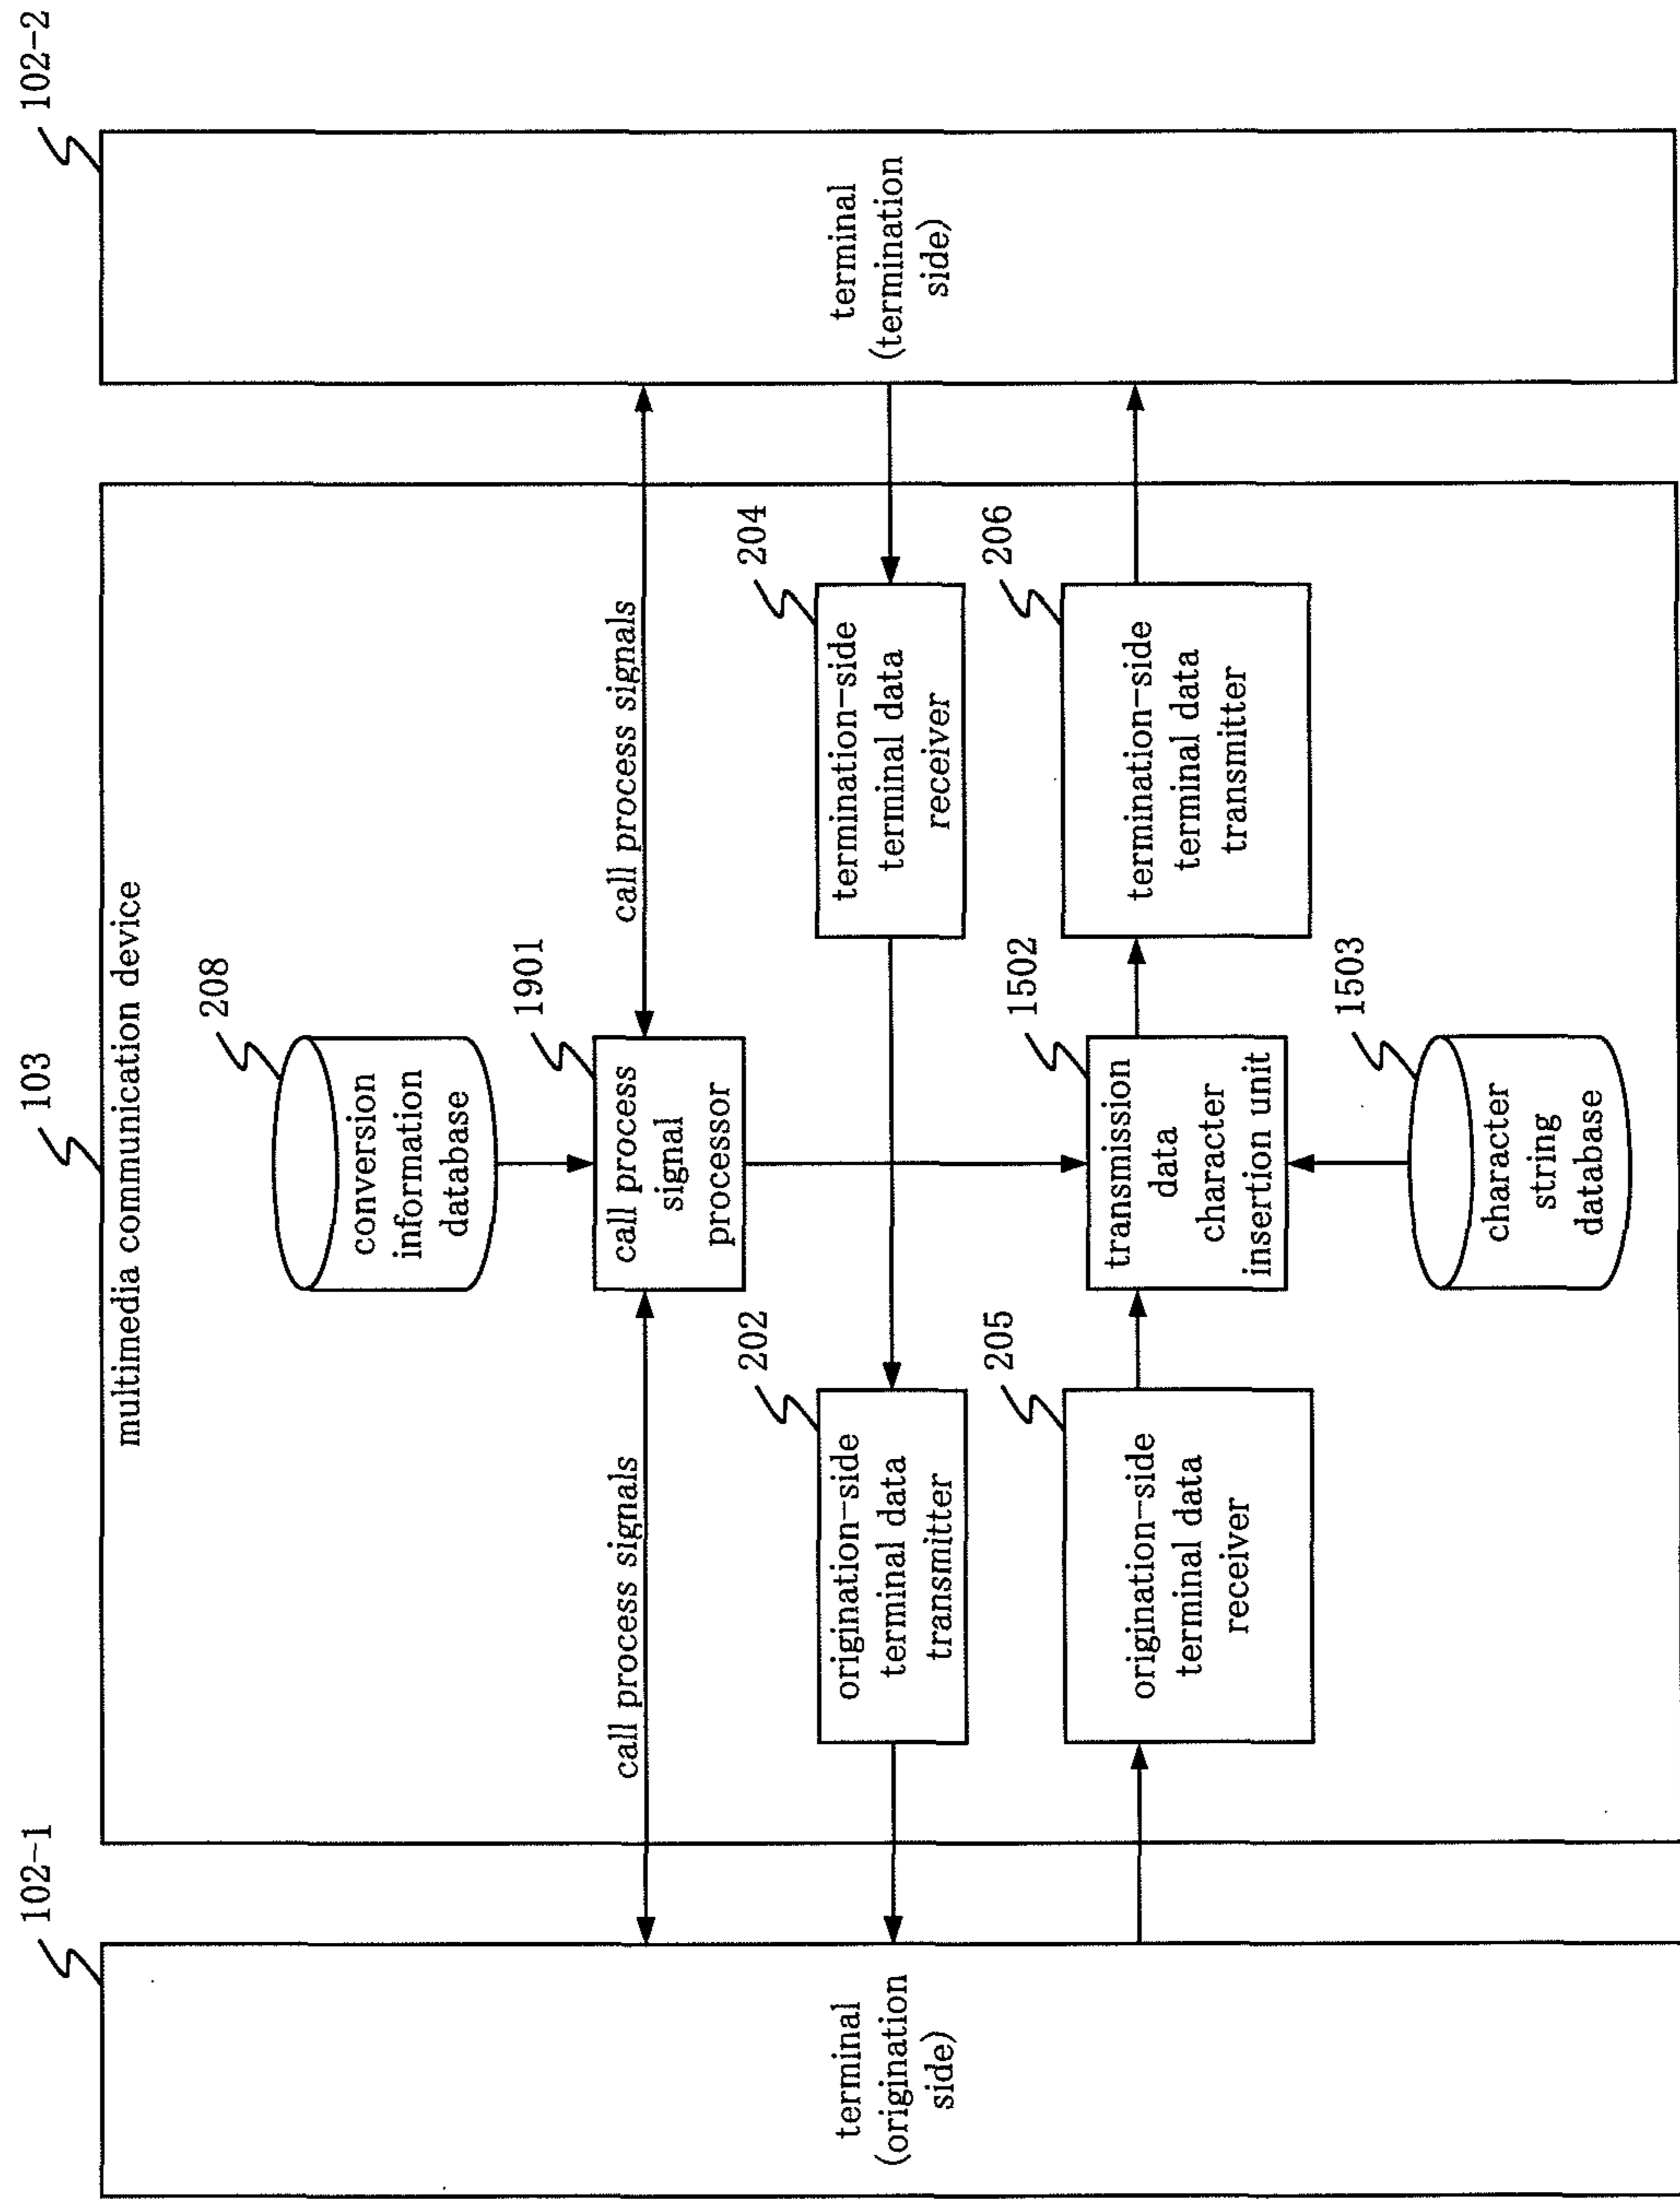 102-1
103
102-2
multimedia communication device
208
conversion
information
database
1901
call process signals
call process
signal
processor
call process signals
202
origination-side
terminal data
transmitter
204
termination-side
terminal data
receiver
terminal
(origination
side)
terminal
(termination
side)
205
origination-side
terminal data
receiver
1502
transmission
data
character
insertion unit
206
termination-side
terminal data
transmitter
1503
character
string
database